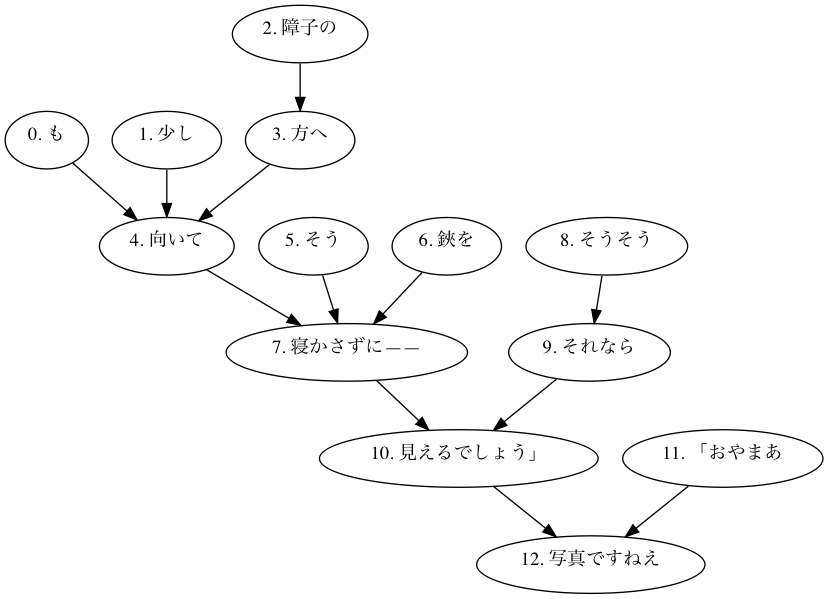 2. 障子の
0. も
1. 少し
3. 方へ
4. 向いて
5. そう
6. 鋏を
8. そうそう
7. 寝かさずに——
9. それなら
10. 見えるでしょう」
11. 「おやまあ
12. 写真ですねえ